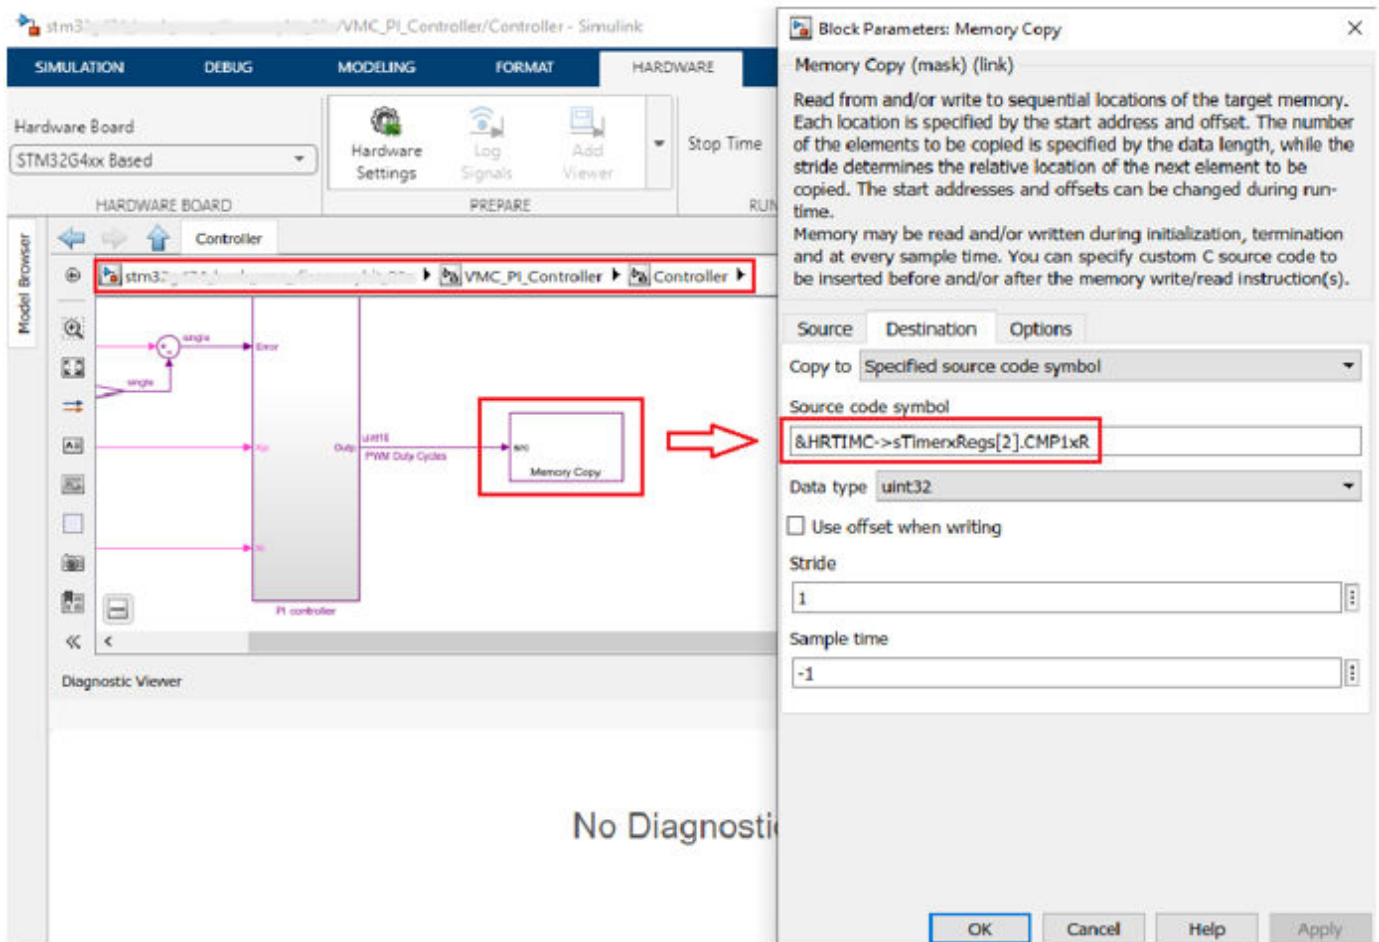 stm3
/VMC_PI_Controller/Controller - Simulink
SIMULATION
DEBUG
MODELING
FORMAT
HARDWARE
Hardware Board
STM32G4xx Based
Hardware
Settings
Log
Signals
Add
Viewer
Stop Time
HARDWARE BOARD
PREPARE
RUN
Model Browser
Controller
stm3
VMC_PI_Controller
Controller
single
Error
single
uint16
Duty
PWM Duty Cycles
src
Memory Copy
PI controller
Diagnostic Viewer
No Diagnostic
Block Parameters: Memory Copy
Memory Copy (mask) (link)
Read from and/or write to sequential locations of the target memory.
Each location is specified by the start address and offset. The number
of the elements to be copied is specified by the data length, while the
stride determines the relative location of the next element to be
copied. The start addresses and offsets can be changed during run-
time.
Memory may be read and/or written during initialization, termination
and at every sample time. You can specify custom C source code to
be inserted before and/or after the memory write/read instruction(s).
Source
Destination
Options
Copy to Specified source code symbol
Source code symbol
&HRTIMC->sTimerxRegs[2].CMP1xR
Data type uint32
Use offset when writing
Stride
1
Sample time
-1
OK
Cancel
Help
Apply